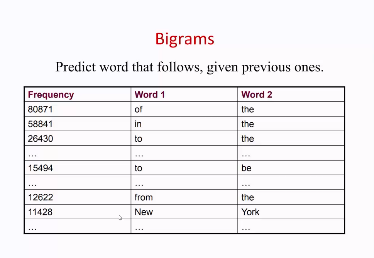 Bigrams
Predict word that follows, given previous ones.
Frequency Word 1 Word 2
80871 of the
58841 in the
26430 to the
… … …
15494 to be
… … …
12622 from the
11428 New York
… … …